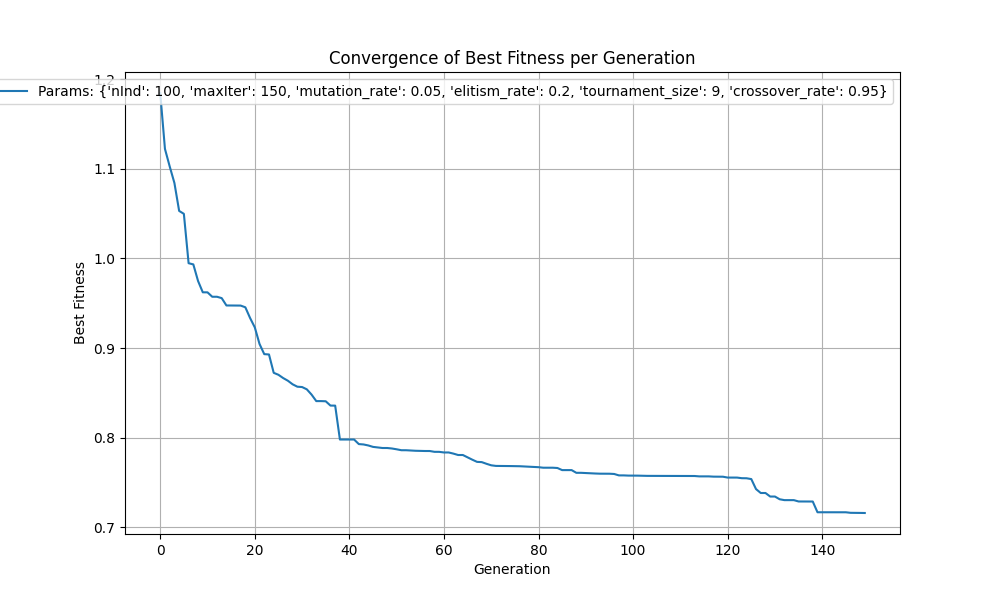 Convergence of Best Fitness per Generation
Params: {'nInd': 100, 'maxIter': 150, 'mutation_rate': 0.05, 'elitism_rate': 0.2, 'tournament_size': 9, 'crossover_rate': 0.95}
1.2
1.1
1.0
0.9
0.8
0.7
Best Fitness
0 20 40 60 80 100 120 140
Generation